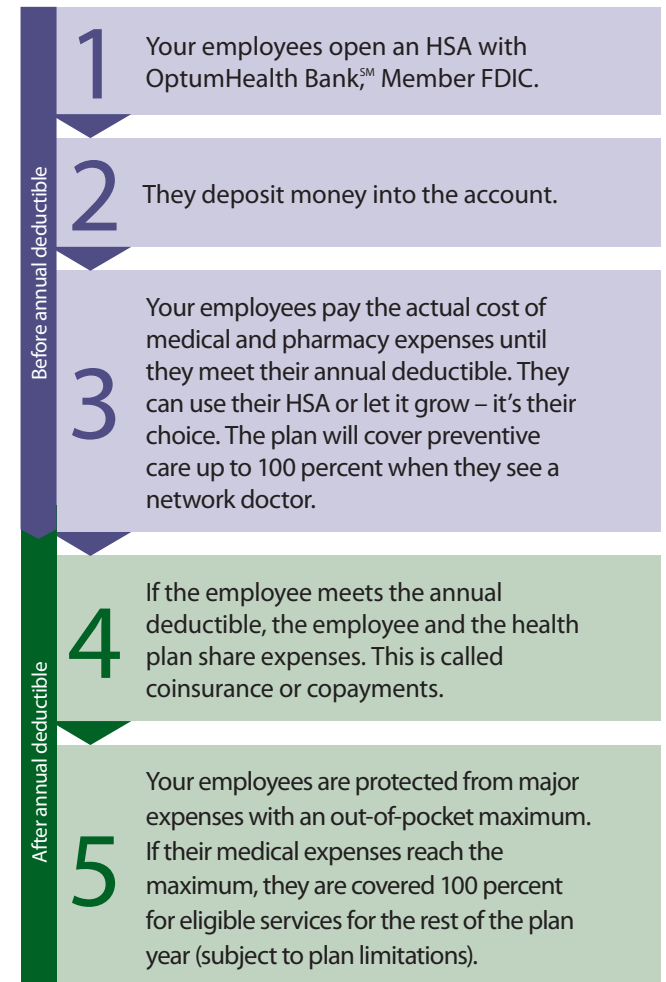 Before annual deductible
1
Your employees open an HSA with
OptumHealth Bank,℠ Member FDIC.
2
They deposit money into the account.
3
Your employees pay the actual cost of
medical and pharmacy expenses until
they meet their annual deductible. They
can use their HSA or let it grow – it’s their
choice. The plan will cover preventive
care up to 100 percent when they see a
network doctor.
After annual deductible
4
If the employee meets the annual
deductible, the employee and the health
plan share expenses. This is called
coinsurance or copayments.
5
Your employees are protected from major
expenses with an out-of-pocket maximum.
If their medical expenses reach the
maximum, they are covered 100 percent
for eligible services for the rest of the plan
year (subject to plan limitations).